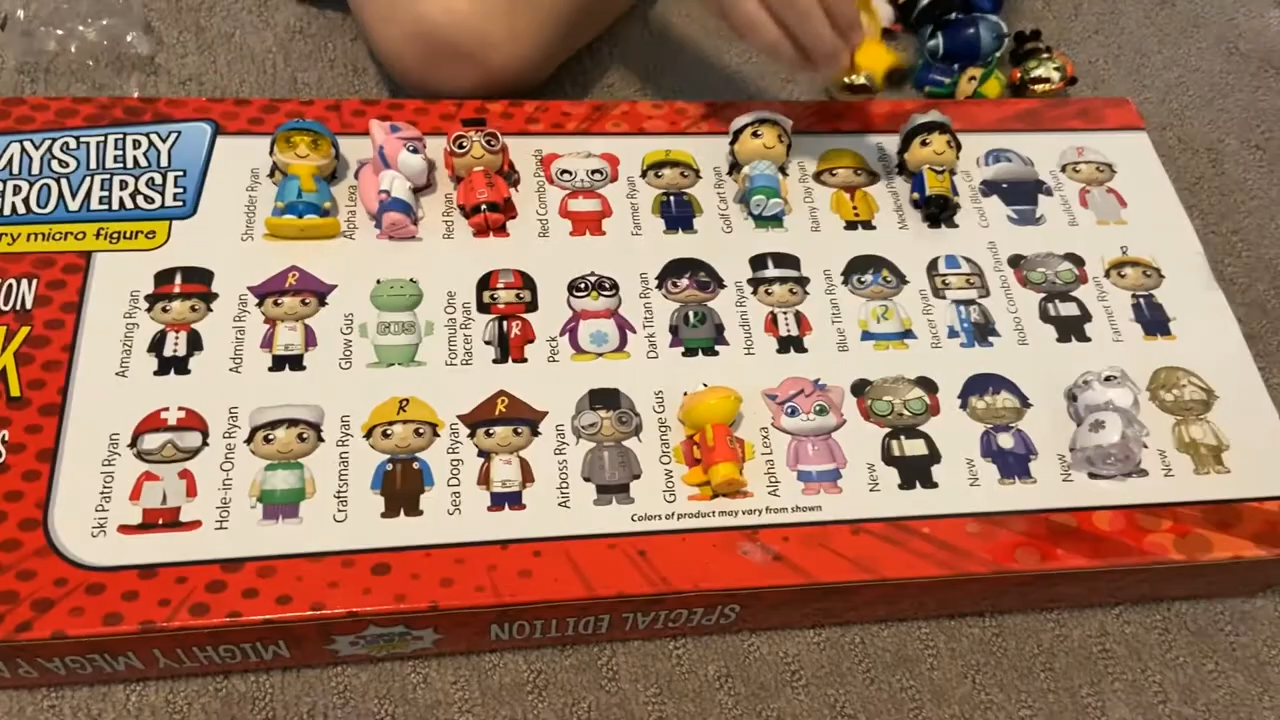 MYSTERY
ROVERSE
ry micro figure
ON
K
S
Shredder Ryan
Alpha Lexa
Red Ryan
Red Combo Panda
Farmer Ryan
Golf Cart Ryan
Rainy Day Ryan
Medieval Prince Ryan
Cool Blue Gil
Builder Ryan
R
Amazing Ryan
Admiral Ryan
R
Glow Gus
GUS
Formula One
Racer Ryan
R
Peck
Dark Titan Ryan
R
Houdini Ryan
Blue Titan Ryan
R
Racer Ryan
R
Robo Combo Panda
Farmer Ryan
R
Ski Patrol Ryan
Hole-in-One Ryan
Craftsman Ryan
R
Sea Dog Ryan
R
Airboss Ryan
Glow Orange Gus
Alpha Lexa
New
New
New
New
Colors of product may vary from shown
MIGHTY MEGA PA
SPECIAL EDITION